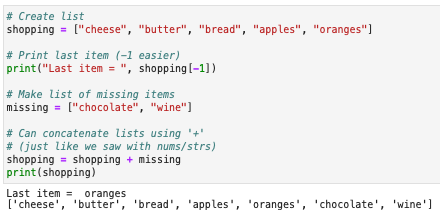 # Create list
shopping = ["cheese", "butter", "bread", "apples", "oranges"]
# Print last item (-1 easier)
print("Last item = ", shopping[-1])
# Make list of missing items
missing = ["chocolate", "wine"]
# Can concatenate lists using '+'
# (just like we saw with nums/strs)
shopping = shopping + missing
print(shopping)
Last item =  oranges
['cheese', 'butter', 'bread', 'apples', 'oranges', 'chocolate', 'wine']